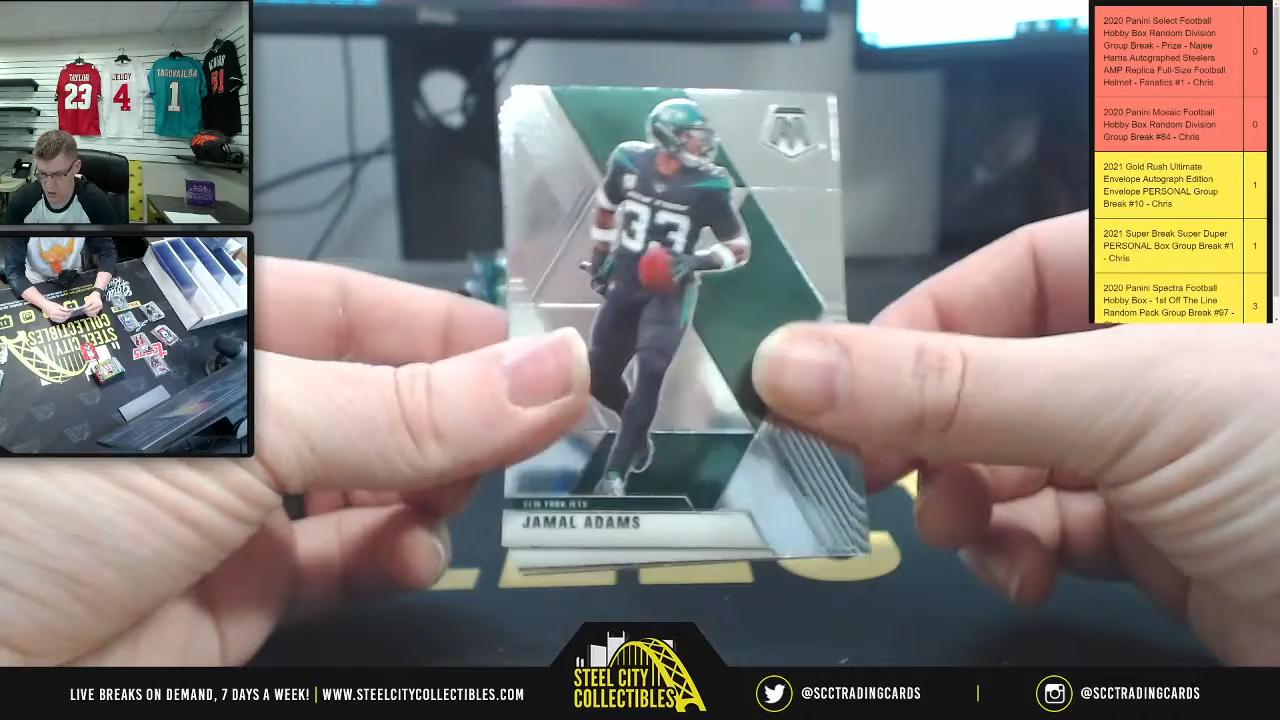 TAYLOR
23
JEUDY
4
TAGOVAILOA
1
81
33
NEW YORK JETS
JAMAL ADAMS
STEEL CITY
COLLECTIBLES
2020 Panini Select Football
Hobby Box Random Division
Group Break - Prize - Najee
Harris Autographed Steelers
AMP Replica Full-Size Football
Helmet - Fanatics #1 - Chris
0
2020 Panini Mosaic Football
Hobby Box Random Division
Group Break #84 - Chris
0
2021 Gold Rush Ultimate
Envelope Autograph Edition
Envelope PERSONAL Group
Break #10 - Chris
1
2021 Super Break Super Duper
PERSONAL Box Group Break #1
- Chris
1
2020 Panini Spectra Football
Hobby Box - 1st Off The Line
Random Pack Group Break #97 -
3
LIVE BREAKS ON DEMAND, 7 DAYS A WEEK! | WWW.STEELCITYCOLLECTIBLES.COM
STEEL CITY
COLLECTIBLES
@SCCTRADINGCARDS | @SCCTRADINGCARDS